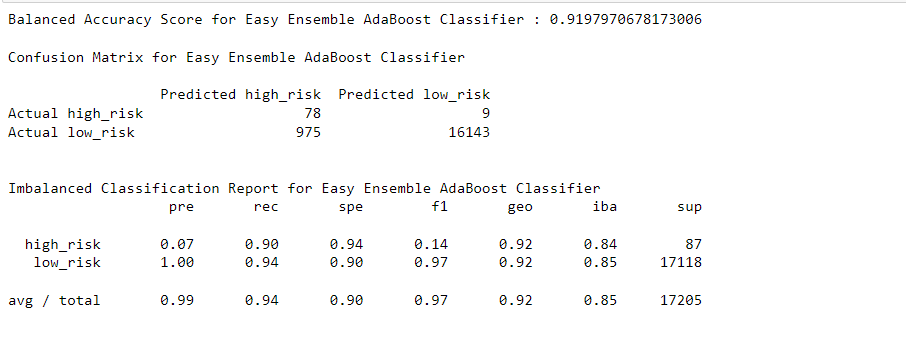 Balanced Accuracy Score for Easy Ensemble AdaBoost Classifier : 0.9197970678173006
Confusion Matrix for Easy Ensemble AdaBoost Classifier
Predicted high_risk Predicted low_risk
Actual high_risk 78 9
Actual low_risk 975 16143
Imbalanced Classification Report for Easy Ensemble AdaBoost Classifier
pre rec spe f1 geo iba sup
high_risk 0.07 0.90 0.94 0.14 0.92 0.84 87
low_risk 1.00 0.94 0.90 0.97 0.92 0.85 17118
avg / total 0.99 0.94 0.90 0.97 0.92 0.85 17205